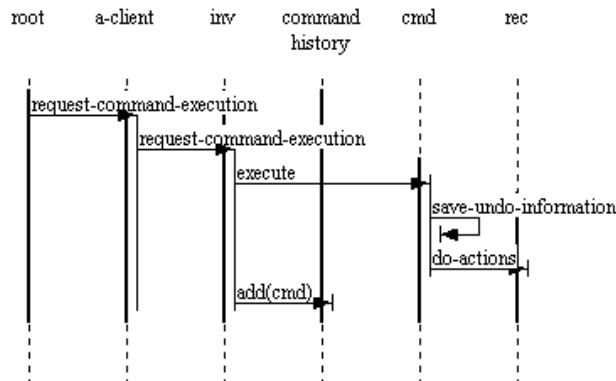 root a-client inv command cmd rec
history
request-command-execution
request-command-execution
execute
save-undo-information
do-actions
add(cmd)